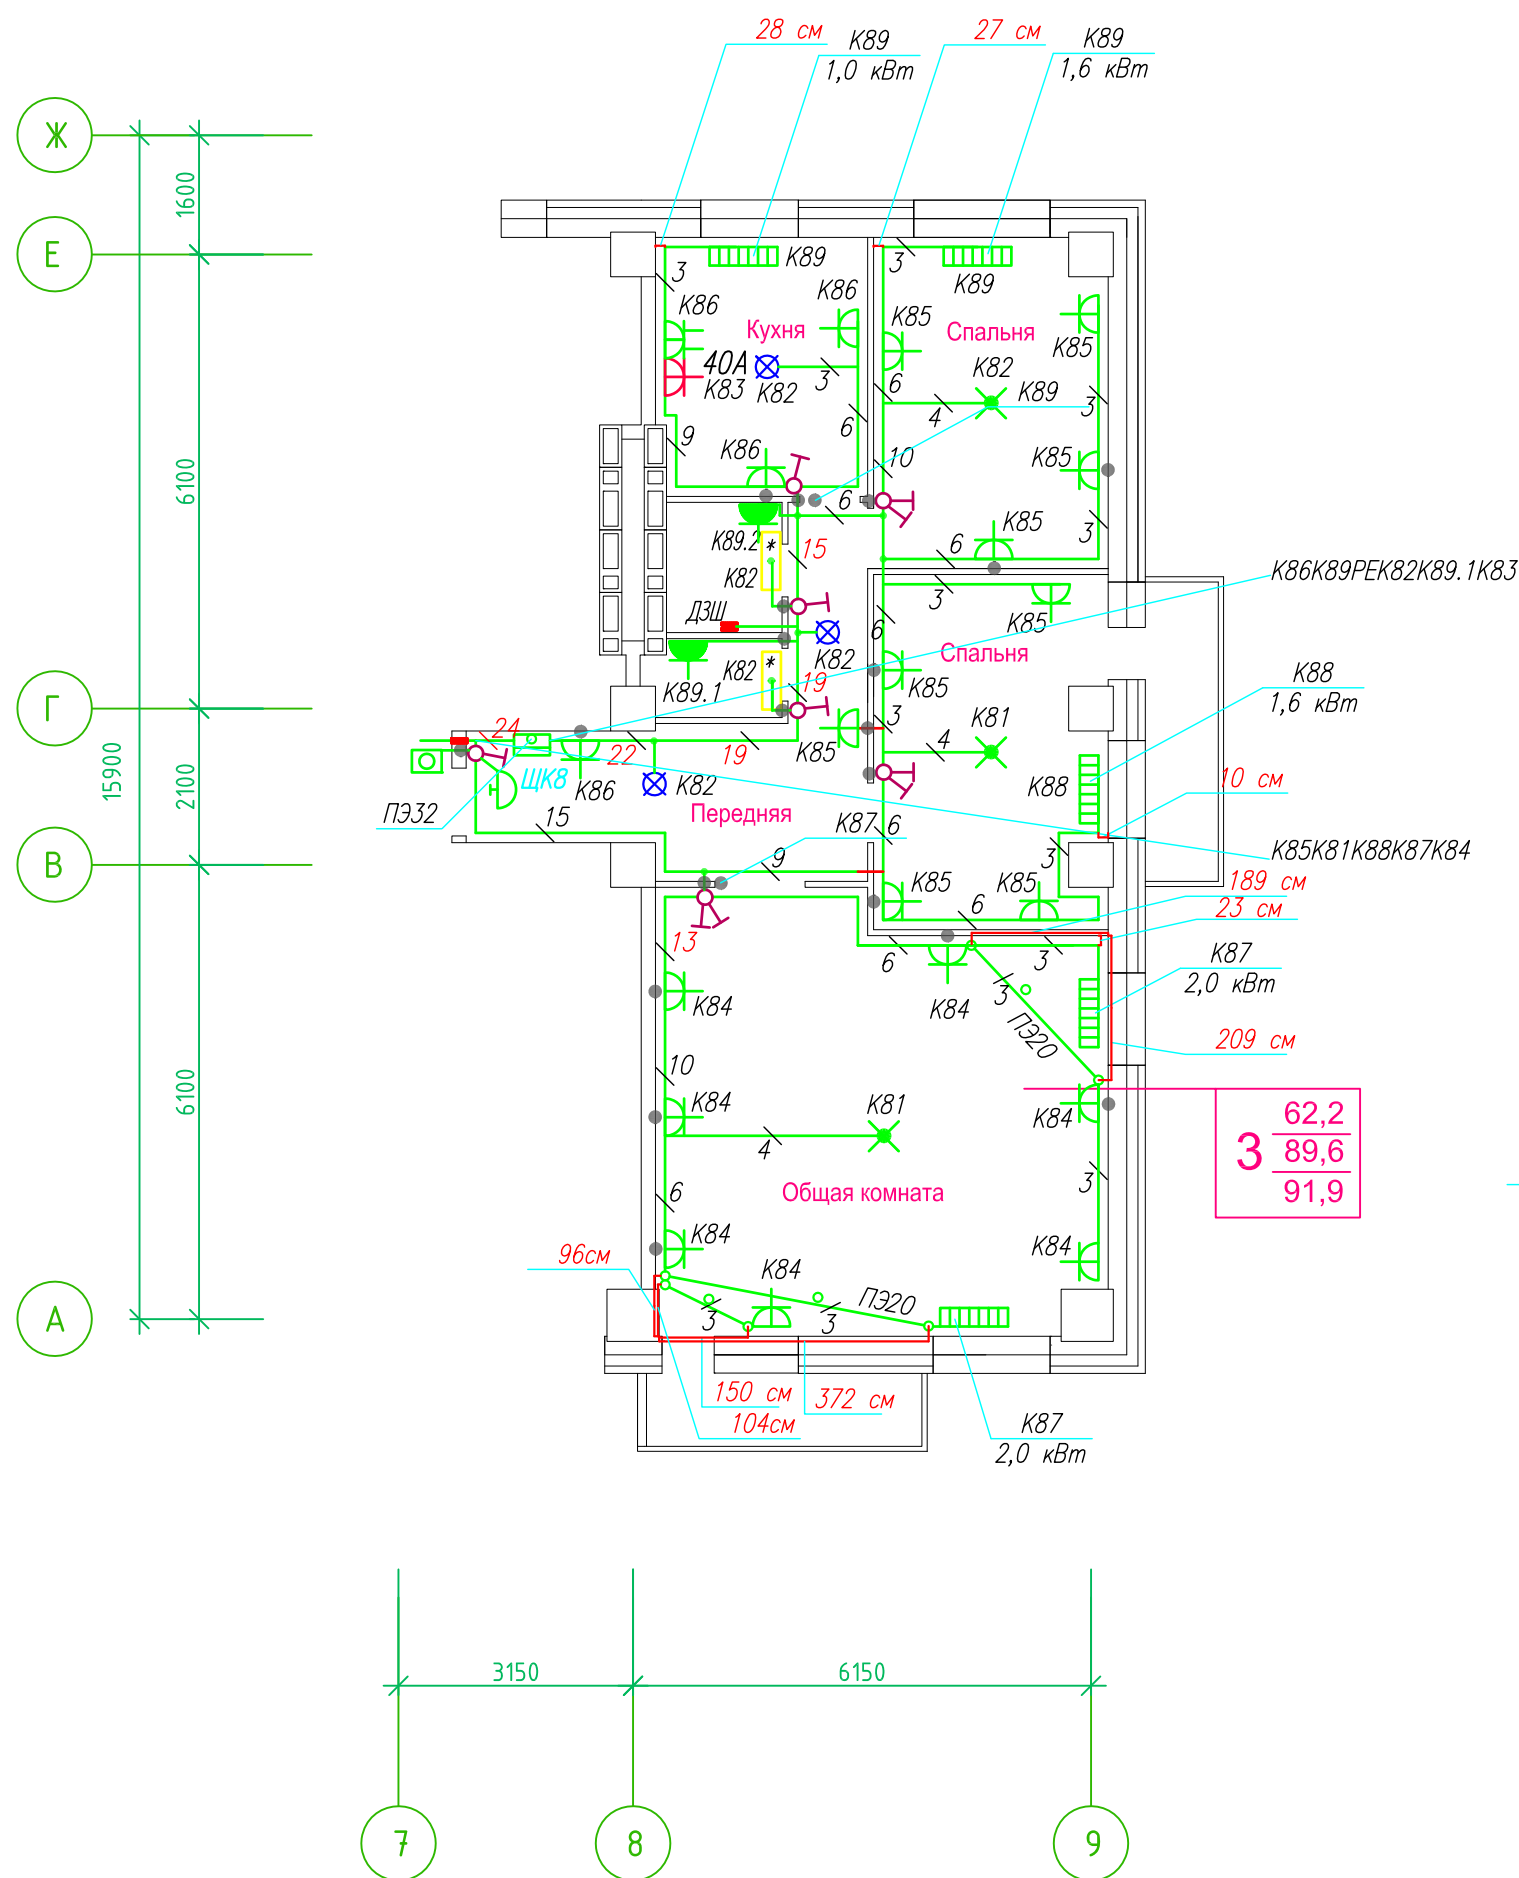 28 см
К89
1,0 кВт
27 см
К89
1,6 кВт
Ж
1600
Е
6100
Г
15900
2100
В
6100
А
3
К89
К86
К86
Кухня
40А
К83
К82
3
9
К86
6
3
К89
К85
Спальня
К85
К82
К89
6
4
3
10
К85
6
К85
3
6
К89.2
*
15
К82
ДЗШ
К82
К82
*
19
К89.1
3
К85
6
Спальня
К85
К86К89РЕК82К89.1К83
К88
1,6 кВт
3
К81
4
К85
24
22
19
ЩК8
К86
К82
ПЭ32
15
Передняя
К87
6
К88
10 см
3
К85К81К88К87К84
9
К85
К85
189 см
6
23 см
13
6
3
К87
2,0 кВт
К84
К84
3
ПЭ20
209 см
10
К84
К81
К84
4
3
62,2
89,6
91,9
3
Общая комната
6
К84
К84
96см
К84
3
3
ПЭ20
150 см
372 см
104см
К87
2,0 кВт
3150
6150
7
8
9